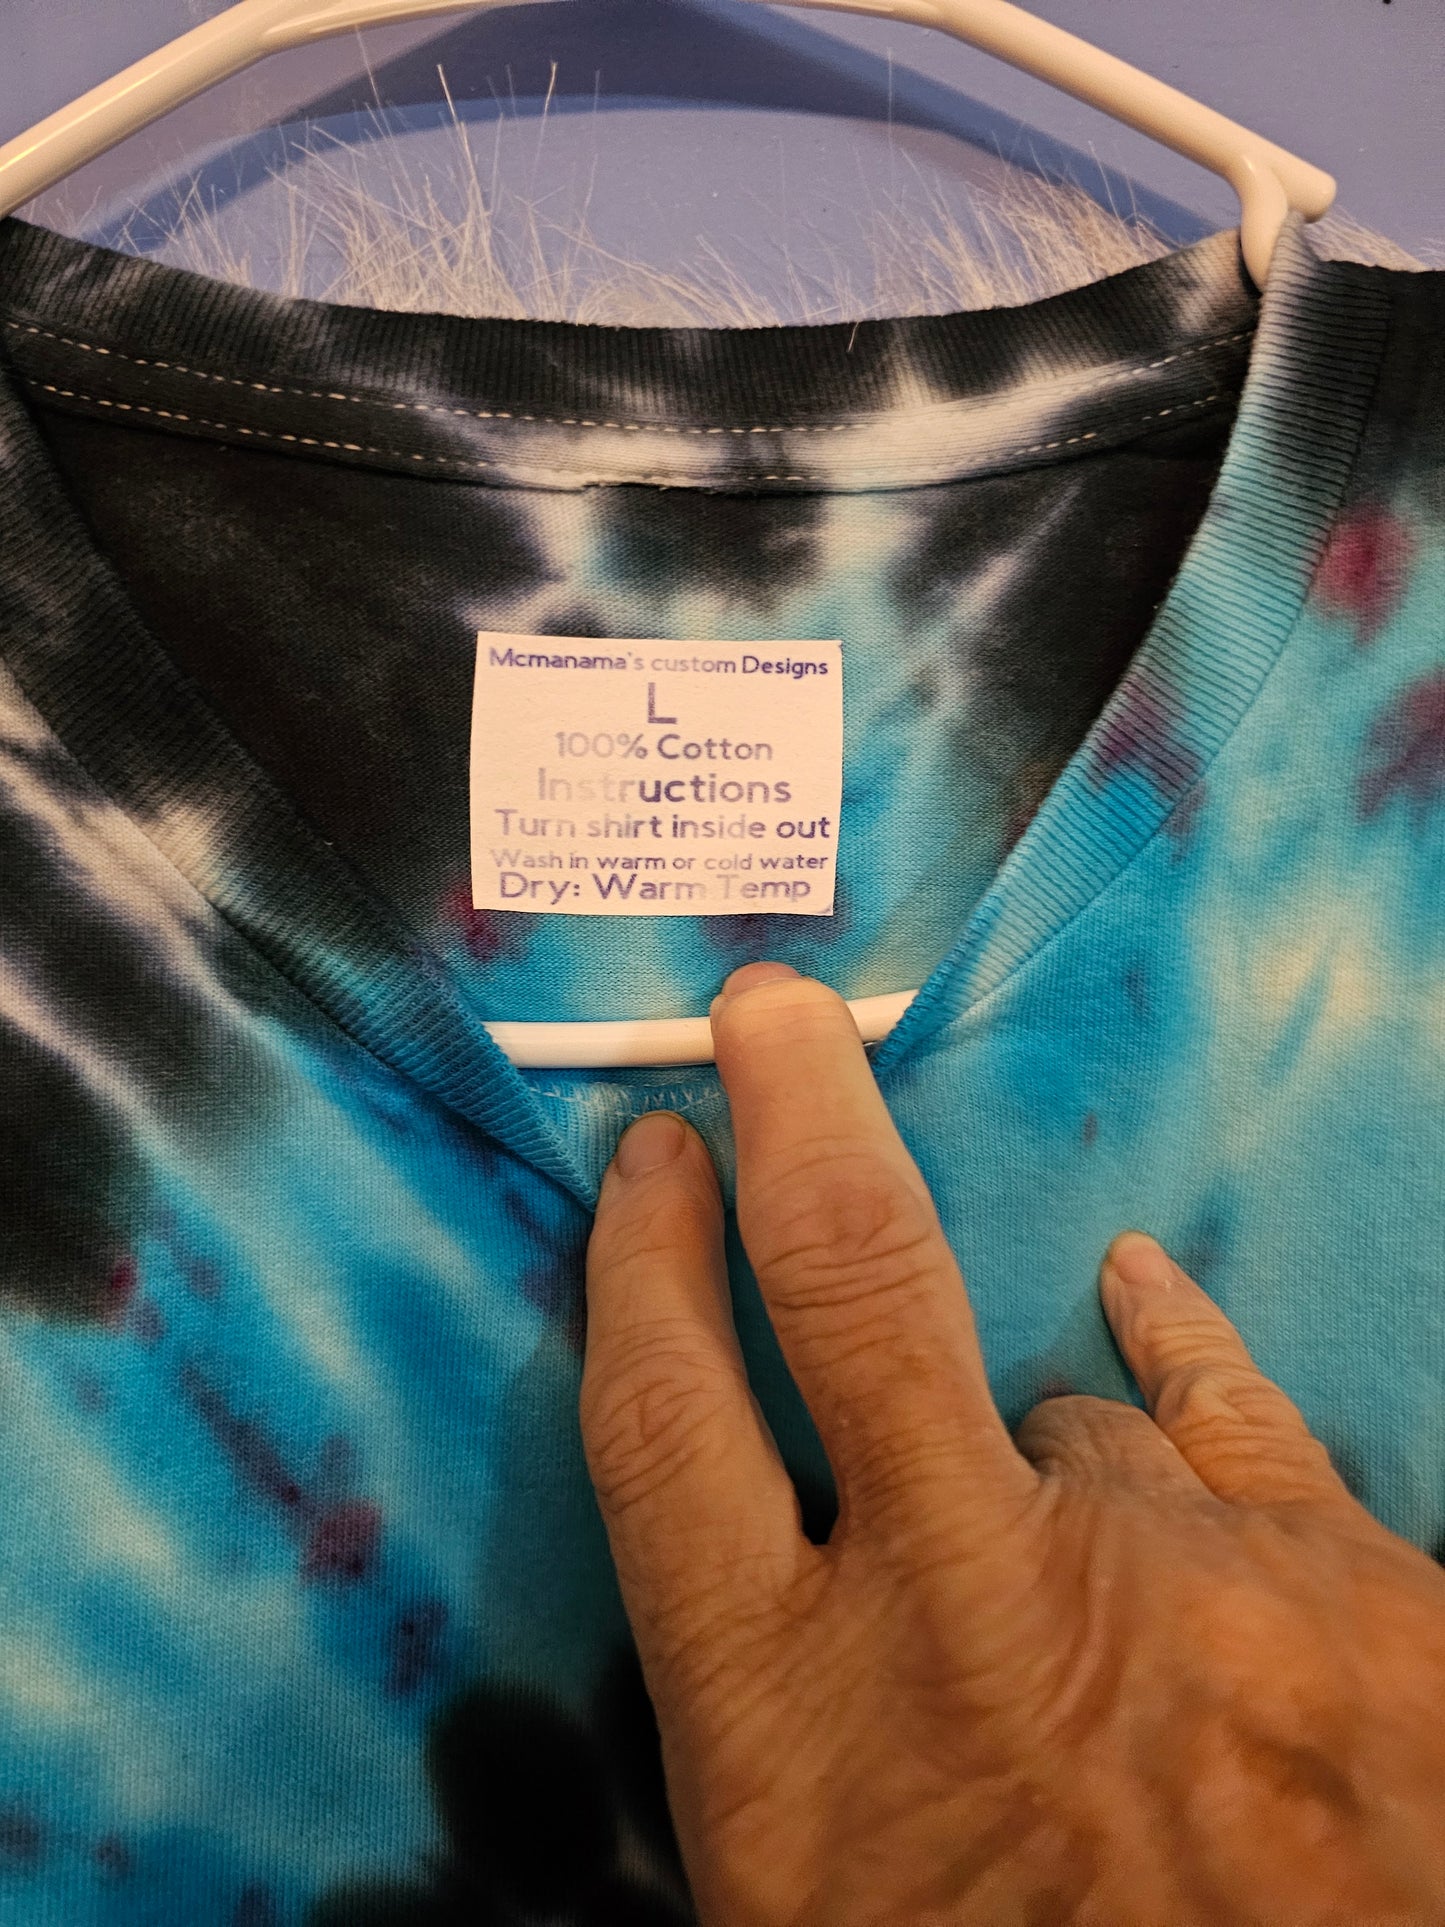 Mcmanama's custom Designs
L
100% Cotton
Instructions
Turn shirt inside out
Wash in warm or cold water
Dry: Warm Temp